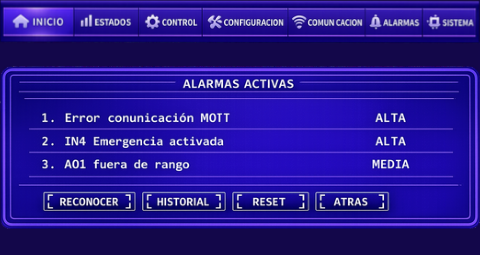 INICIO ESTADOS CONTROL CONFIGURACION COMUN CACION ALARMAS SISTEMA
ALARMAS ACTIVAS
1. Error conunicación MOTT ALTA
2. IN4 Emergencia activada ALTA
3. AO1 fuera de rango MEDIA
[ RECONOCER ] [ HISTORIAL ] [ RESET ] [ ATRAS ]